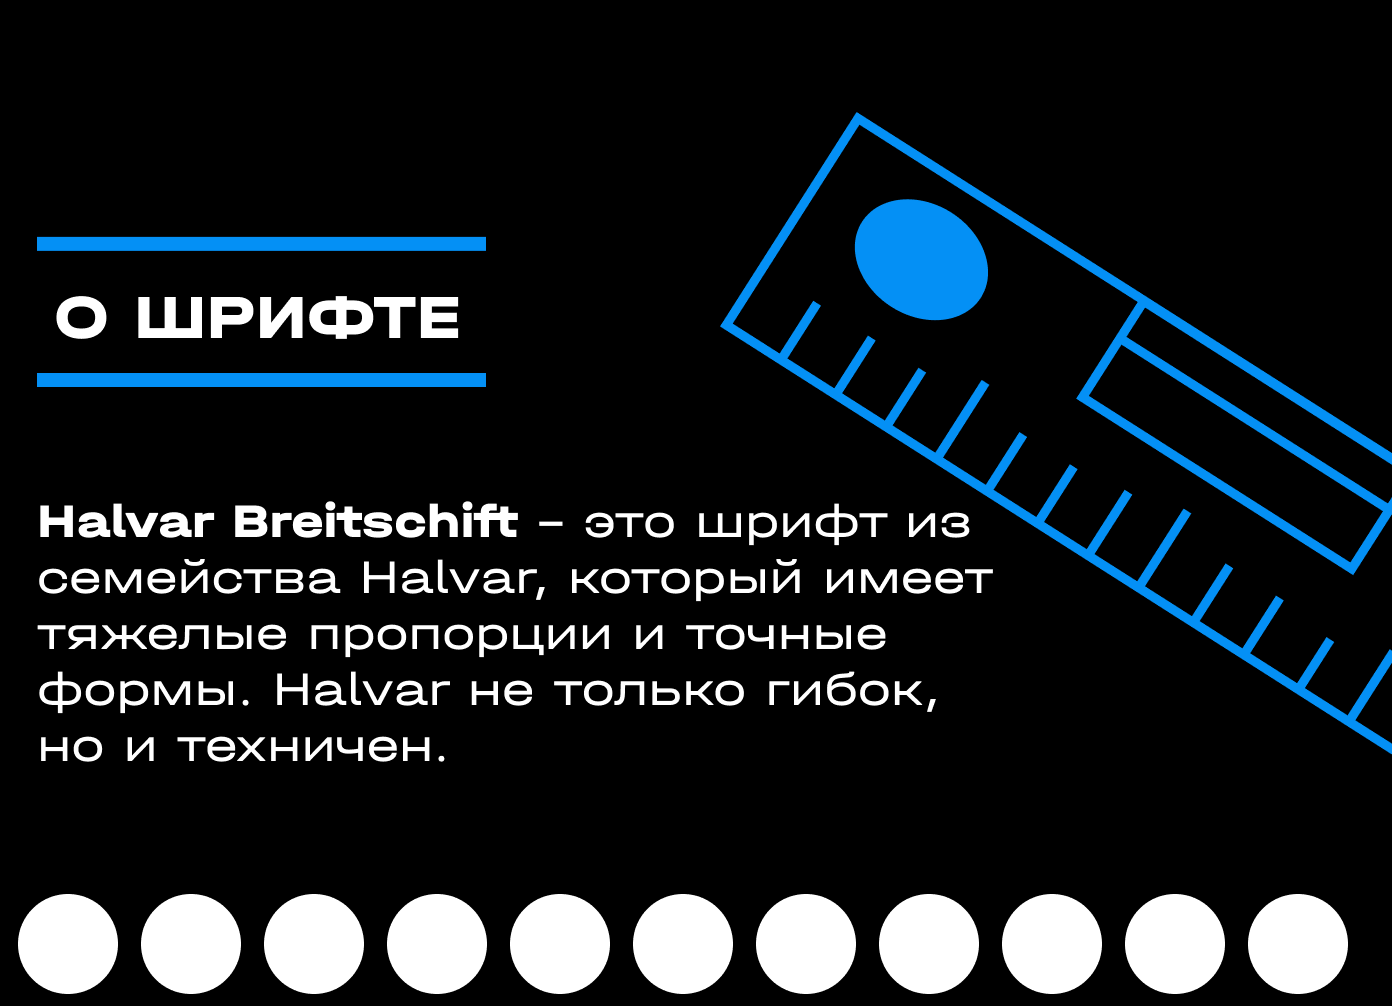 О ШРИФТЕ
Halvar Breitschift – это шрифт из
семейства Halvar, который имеет
тяжелые пропорции и точные
формы. Halvar не только гибок,
но и техничен.